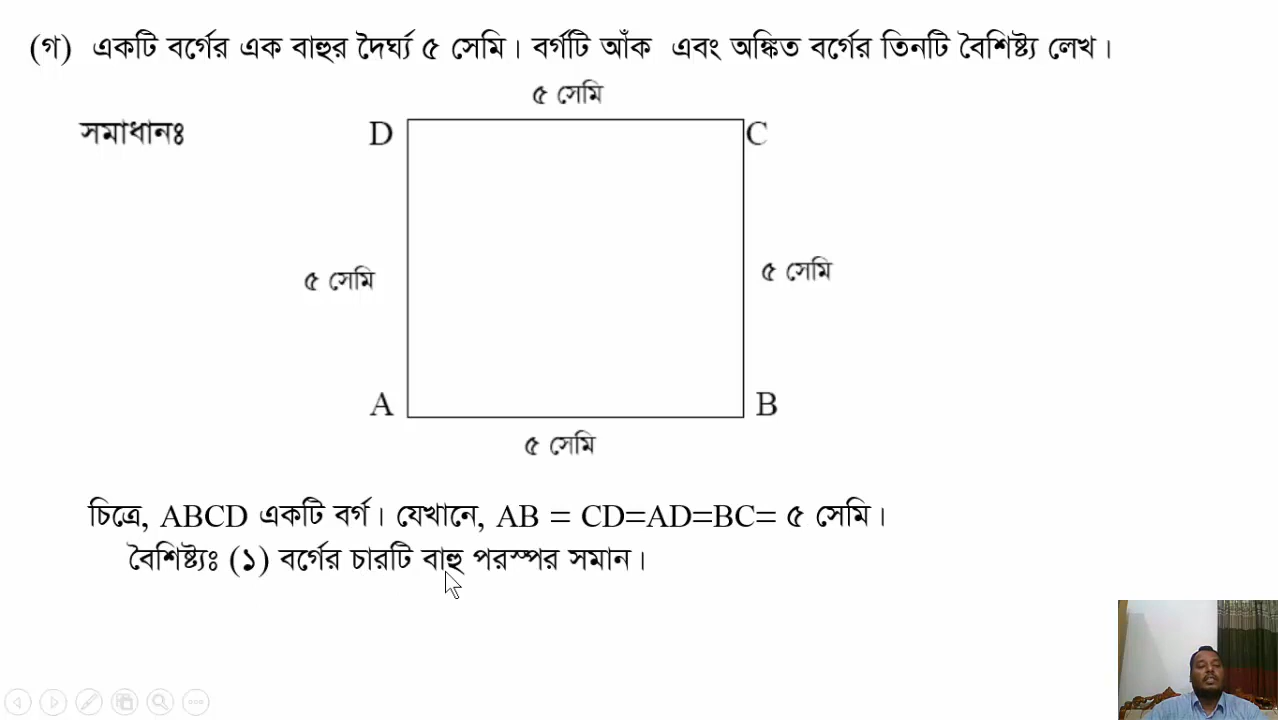 (গ) একটি বর্গের এক বাহুর দৈর্ঘ্য ৫ সেমি। বর্গটি আঁক এবং অঙ্কিত বর্গের তিনটি বৈশিষ্ট্য লেখ।
৫ সেমি
সমাধানঃ
D
C
৫ সেমি
৫ সেমি
A
B
৫ সেমি
চিত্রে, ABCD একটি বর্গ। যেখানে, AB = CD=AD=BC= ৫ সেমি।
বৈশিষ্ট্যঃ (১) বর্গের চারটি বাহু পরস্পর সমান।